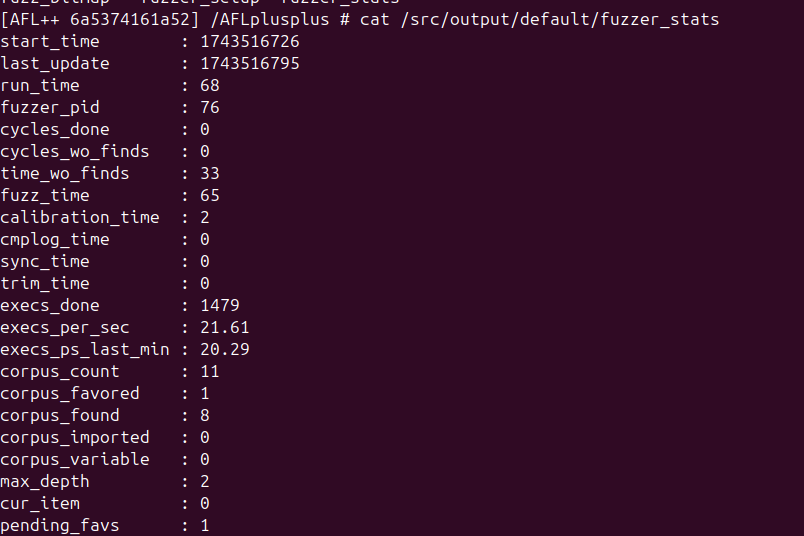 [AFL++ 6a5374161a52] /AFLplusplus # cat /src/output/default/fuzzer_stats
start_time        : 1743516726
last_update       : 1743516795
run_time          : 68
fuzzer_pid        : 76
cycles_done       : 0
cycles_wo_finds   : 0
time_wo_finds     : 33
fuzz_time         : 65
calibration_time  : 2
cmplog_time       : 0
sync_time         : 0
trim_time         : 0
execs_done        : 1479
execs_per_sec     : 21.61
execs_ps_last_min : 20.29
corpus_count      : 11
corpus_favored    : 1
corpus_found      : 8
corpus_imported   : 0
corpus_variable   : 0
max_depth         : 2
cur_item          : 0
pending_favs      : 1